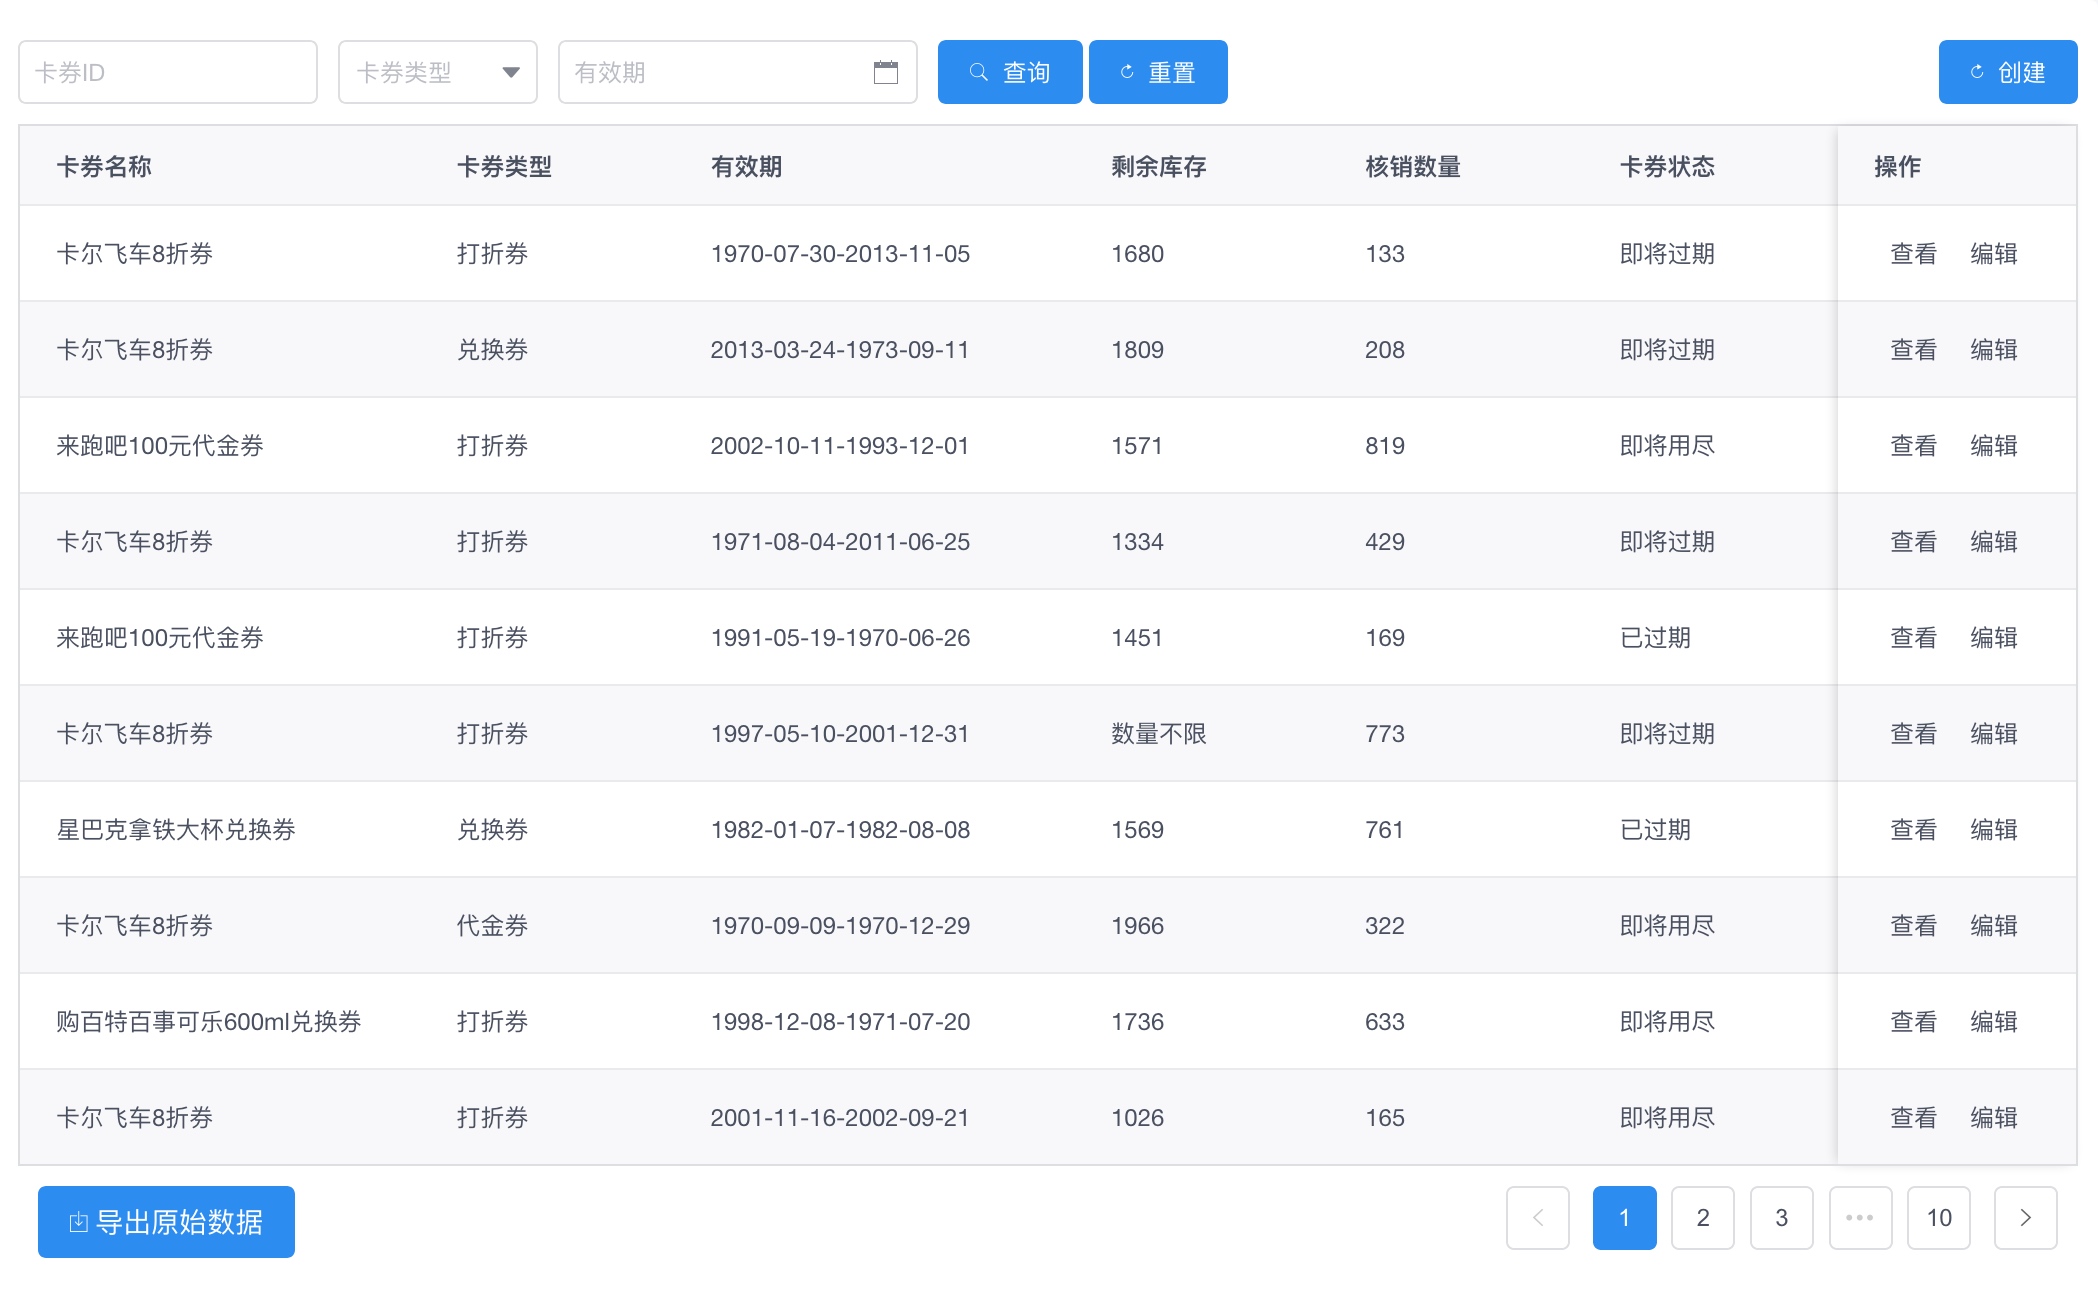 卡券ID 卡券类型 有效期 查询 重置 创建
卡券名称 卡券类型 有效期 剩余库存 核销数量 卡券状态 操作
卡尔飞车8折券 打折券 1970-07-30-2013-11-05 1680 133 即将过期 查看 编辑
卡尔飞车8折券 兑换券 2013-03-24-1973-09-11 1809 208 即将过期 查看 编辑
来跑吧100元代金券 打折券 2002-10-11-1993-12-01 1571 819 即将用尽 查看 编辑
卡尔飞车8折券 打折券 1971-08-04-2011-06-25 1334 429 即将过期 查看 编辑
来跑吧100元代金券 打折券 1991-05-19-1970-06-26 1451 169 已过期 查看 编辑
卡尔飞车8折券 打折券 1997-05-10-2001-12-31 数量不限 773 即将过期 查看 编辑
星巴克拿铁大杯兑换券 兑换券 1982-01-07-1982-08-08 1569 761 已过期 查看 编辑
卡尔飞车8折券 代金券 1970-09-09-1970-12-29 1966 322 即将用尽 查看 编辑
购百特百事可乐600ml兑换券 打折券 1998-12-08-1971-07-20 1736 633 即将用尽 查看 编辑
卡尔飞车8折券 打折券 2001-11-16-2002-09-21 1026 165 即将用尽 查看 编辑
导出原始数据 1 2 3 ••• 10